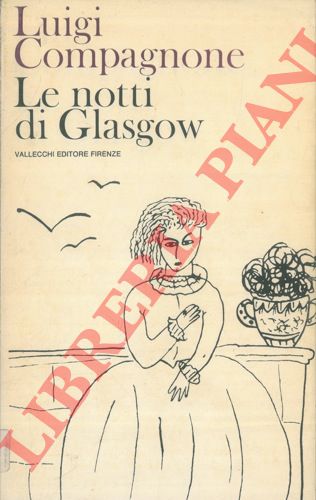 Luigi
Compagnone
Le notti
di Glasgow
VALLECCHI EDITORE FIRENZE
LIBRERIA PIANI